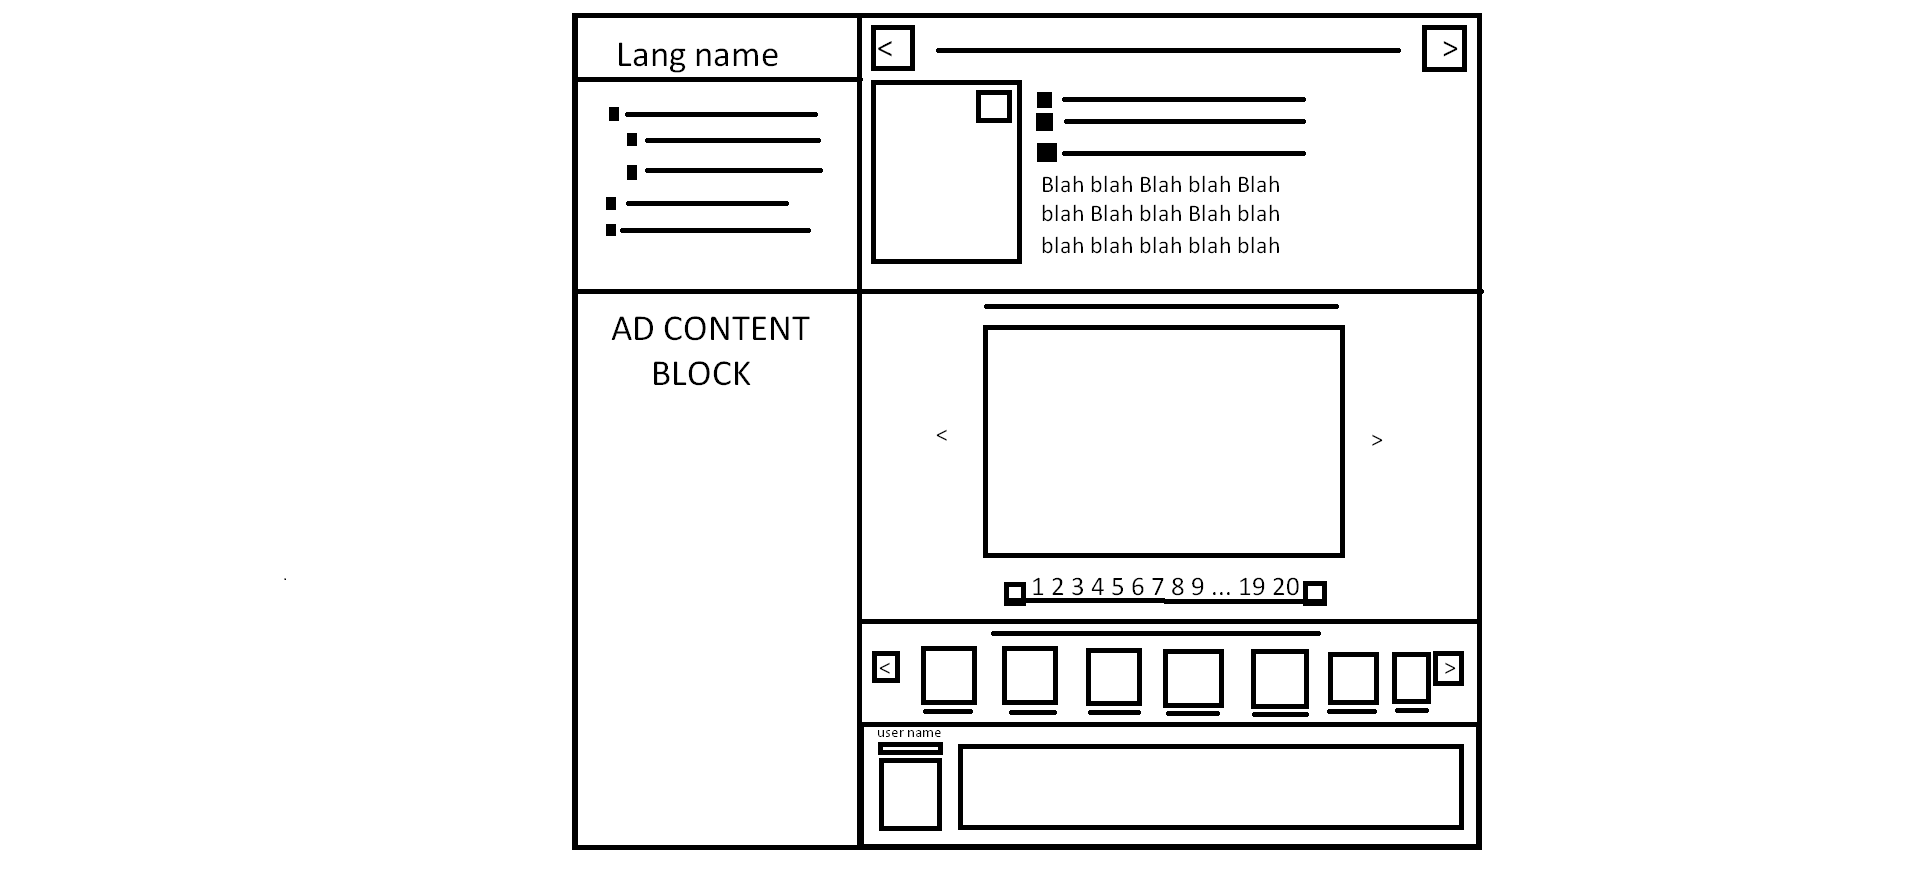 Lang name
<
>
Blah blah Blah blah Blah
blah Blah blah Blah blah
blah blah blah blah blah
AD CONTENT
BLOCK
<
>
1 2 3 4 5 6 7 8 9 ... 19 20
<
>
user name